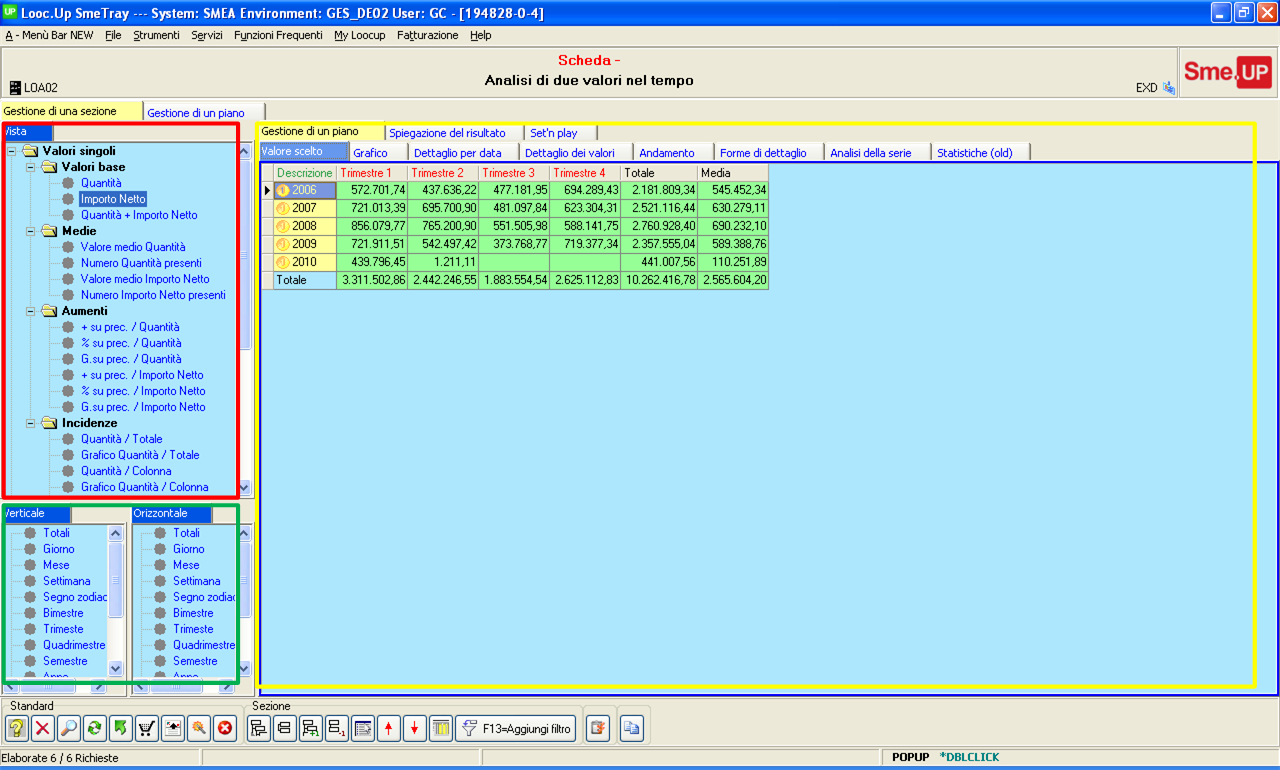 UP Looc.Up SmeTray --- System: SMEA Environment: GES_DE02 User: GC - [194828-0-4]
A - Menù Bar NEW File Strumenti Servizi Funzioni Frequenti My Loocup Fatturazione Help
Scheda -
Analisi di due valori nel tempo
LOA02
EXD
Sme.UP
Gestione di una sezione Gestione di un piano
Vista
Valori singoli
Valori base
Quantità
Importo Netto
Quantità + Importo Netto
Medie
Valore medio Quantità
Numero Quantità presenti
Valore medio Importo Netto
Numero Importo Netto presenti
Aumenti
+ su prec. / Quantità
% su prec. / Quantità
G.su prec. / Quantità
+ su prec. / Importo Netto
% su prec. / Importo Netto
G.su prec. / Importo Netto
Incidenze
Quantità / Totale
Grafico Quantità / Totale
Quantità / Colonna
Grafico Quantità / Colonna
Verticale
Totali
Giorno
Mese
Settimana
Segno zodiac
Bimestre
Trimeste
Quadrimestre
Semestre
Anno
Orizzontale
Totali
Giorno
Mese
Settimana
Segno zodiac
Bimestre
Trimeste
Quadrimestre
Semestre
Anno
Gestione di un piano Spiegazione del risultato Set'n play
Valore scelto Grafico Dettaglio per data Dettaglio dei valori Andamento Forme di dettaglio Analisi della serie Statistiche (old)
Descrizione Trimestre 1 Trimestre 2 Trimestre 3 Trimestre 4 Totale Media
2006 572.701,74 437.636,22 477.181,95 694.289,43 2.181.809,34 545.452,34
2007 721.013,39 695.700,90 481.097,84 623.304,31 2.521.116,44 630.279,11
2008 856.079,77 765.200,90 551.505,98 588.141,75 2.760.928,40 690.232,10
2009 721.911,51 542.497,42 373.768,77 719.377,34 2.357.555,04 589.388,76
2010 439.796,45 1.211,11 441.007,56 110.251,89
Totale 3.311.502,86 2.442.246,55 1.883.554,54 2.625.112,83 10.262.416,78 2.565.604,20
Standard
Sezione
F13=Aggiungi filtro
Elaborate 6 / 6 Richieste
POPUP *DBLCLICK